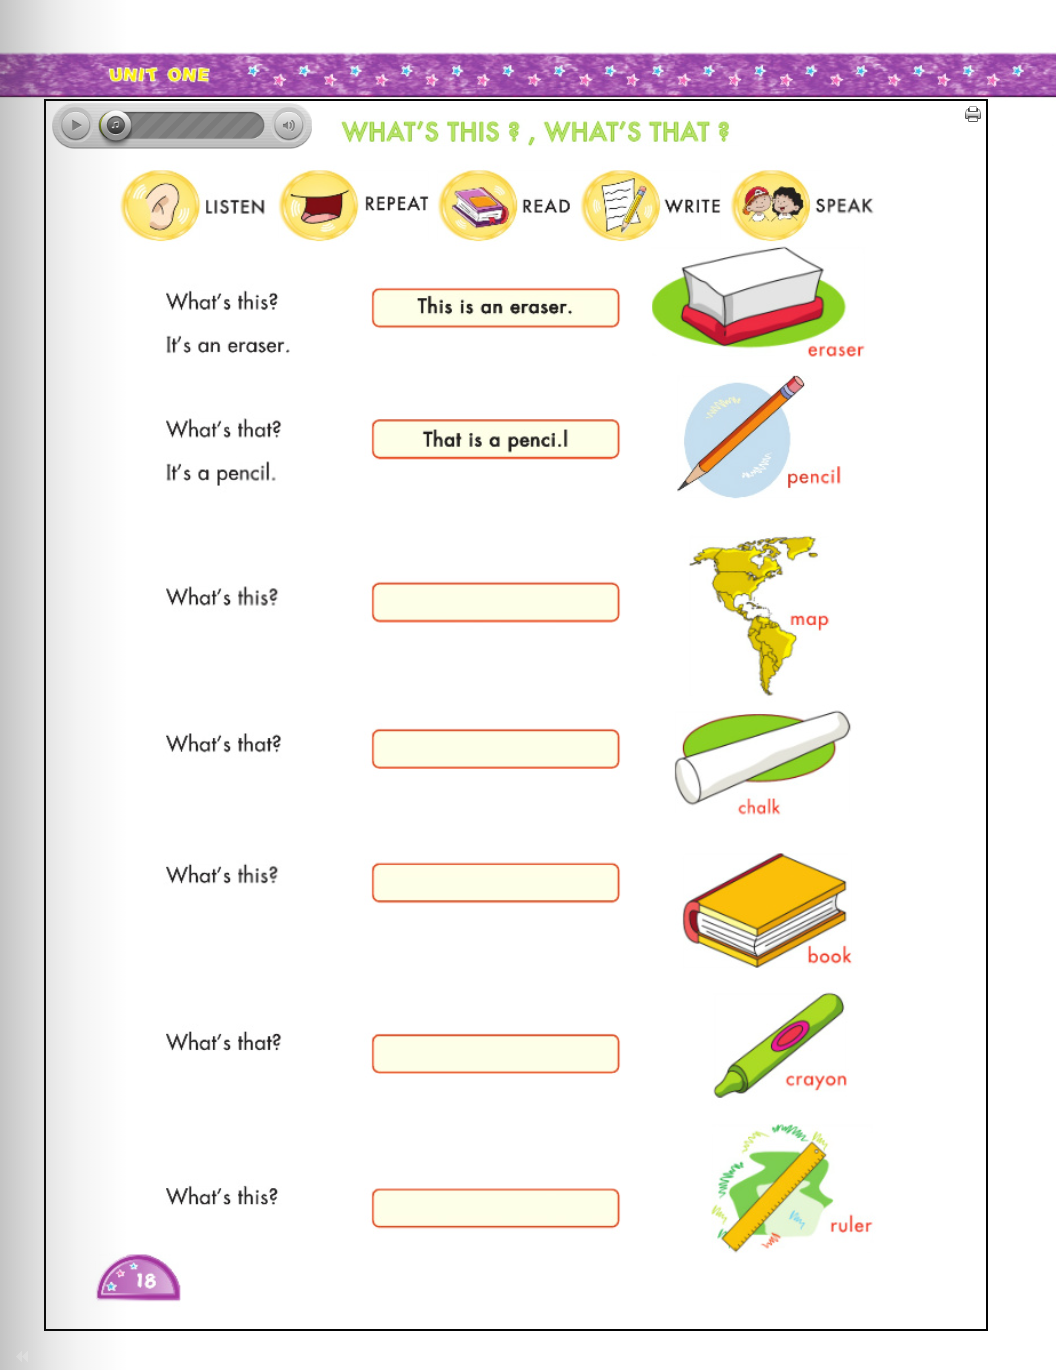 UNIT ONE
WHAT'S THIS ? , WHAT'S THAT ?
LISTEN
REPEAT
READ
WRITE
SPEAK
What's this?
This is an eraser.
It's an eraser.
eraser
What's that?
That is a penci.l
It's a pencil.
pencil
What's this?
map
What's that?
chalk
What's this?
book
What's that?
crayon
What's this?
ruler
18